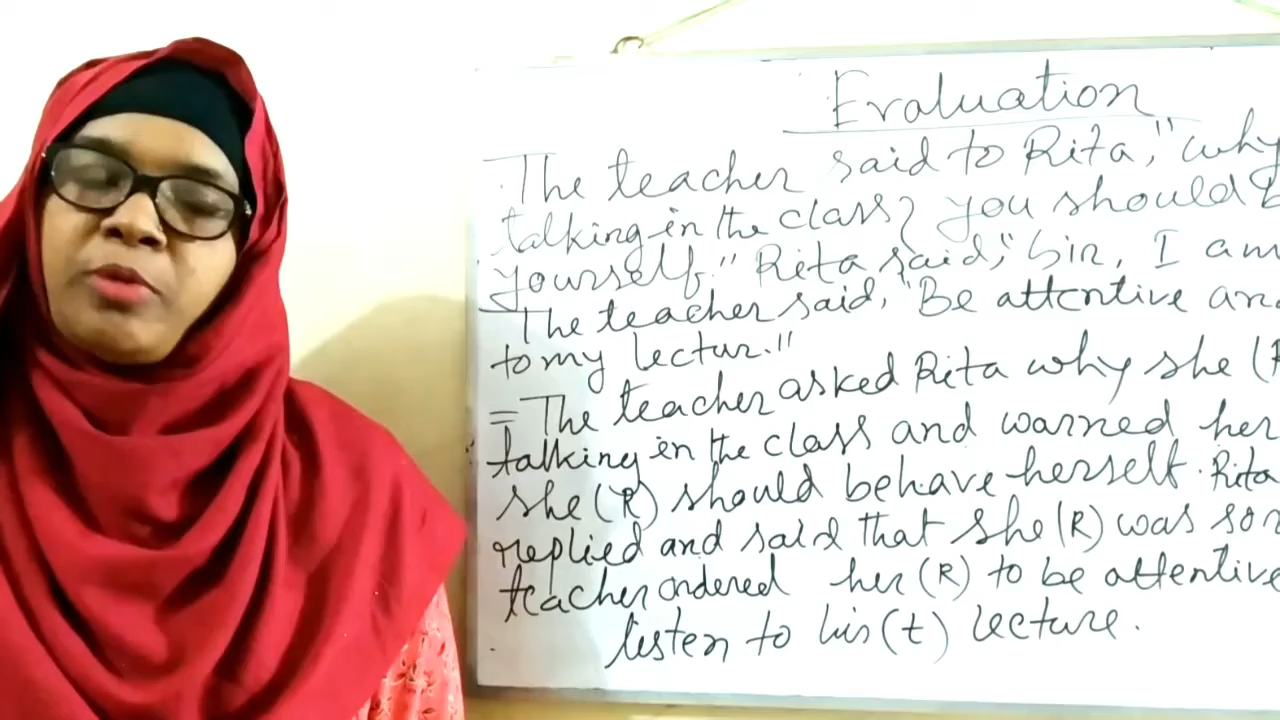 Evaluation
The teacher said to Rita, "why
talking in the class? you should
yourself." Rita said, "Sir, I am
The teacher said, "Be attentive
to my lectur."
= The teacher asked Rita why she
talking in the class and warned her
she (R) should behave herself. Rita
replied and said that she (R) was
teacher ordered her (R) to be attentive
listen to his (t) lecture.